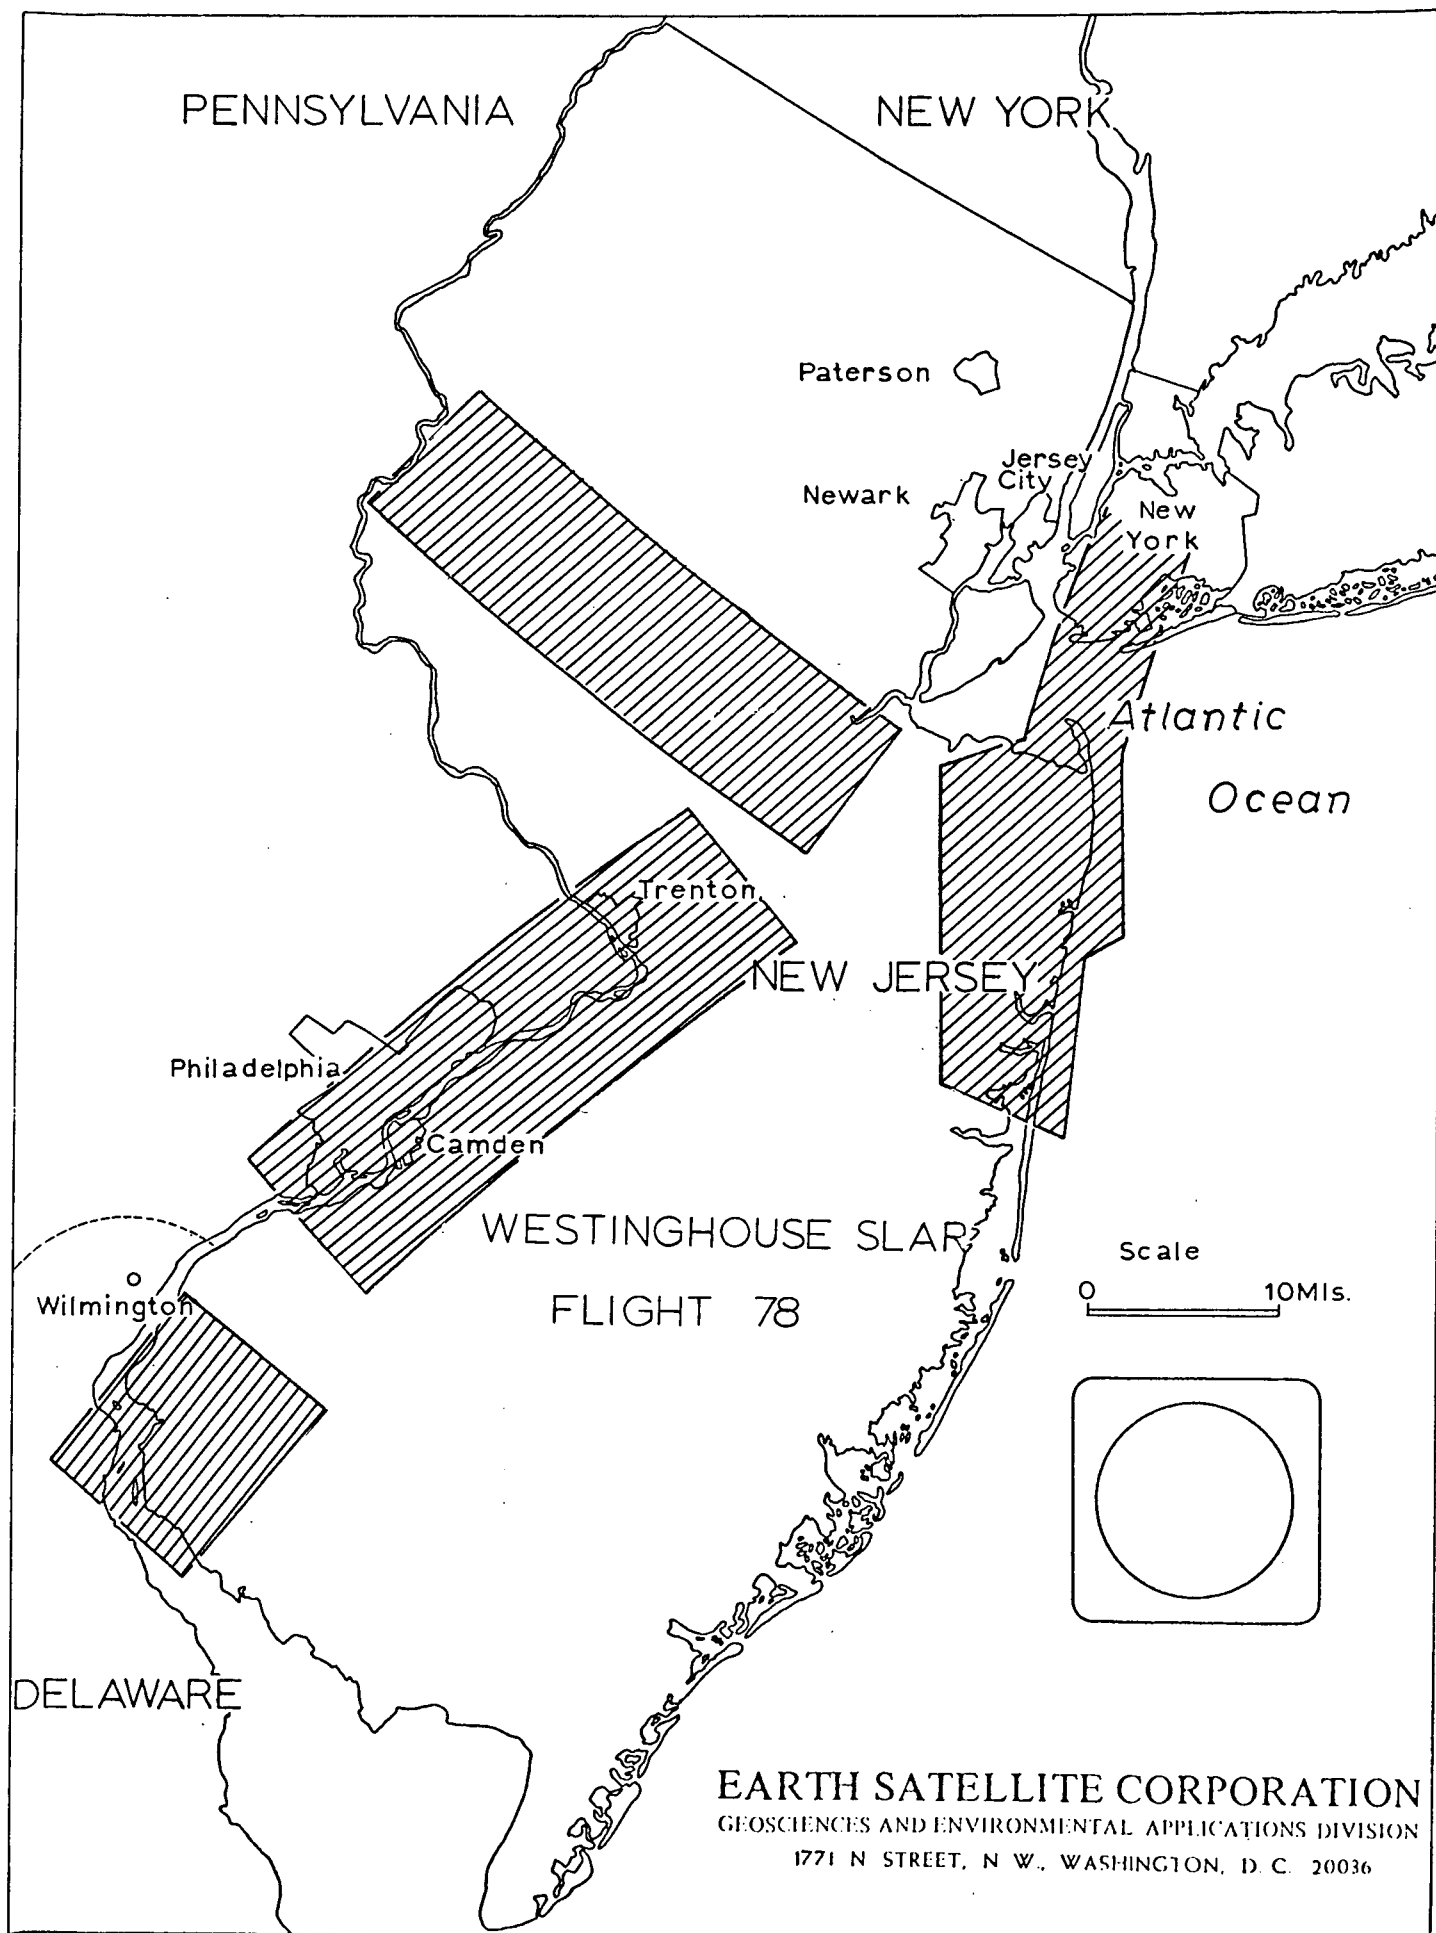 PENNSYLVANIA
NEW YORK
Paterson
Jersey
City
Newark
New
York
Atlantic
Ocean
Trenton
NEW JERSEY
Philadelphia
Camden
WESTINGHOUSE SLAR
FLIGHT 78
Scale
0 10Mls.
Wilmington
DELAWARE
EARTH SATELLITE CORPORATION
GEOSCIENCES AND ENVIRONMENTAL APPLICATIONS DIVISION
1771 N STREET, N W., WASHINGTON, D. C. 20036